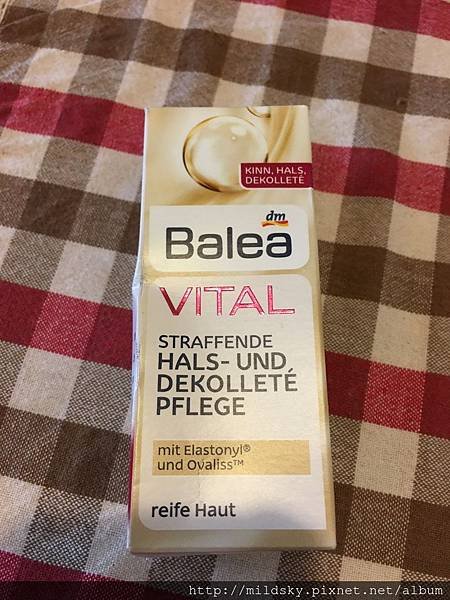 KINN, HALS,
DEKOLLETÉ
dm
Balea
VITAL
STRAFFENDE
HALS- UND
DEKOLLETÉ
PFLEGE
mit Elastonyl®
und Ovaliss™
reife Haut
http://mildsky.pixnet.net/album